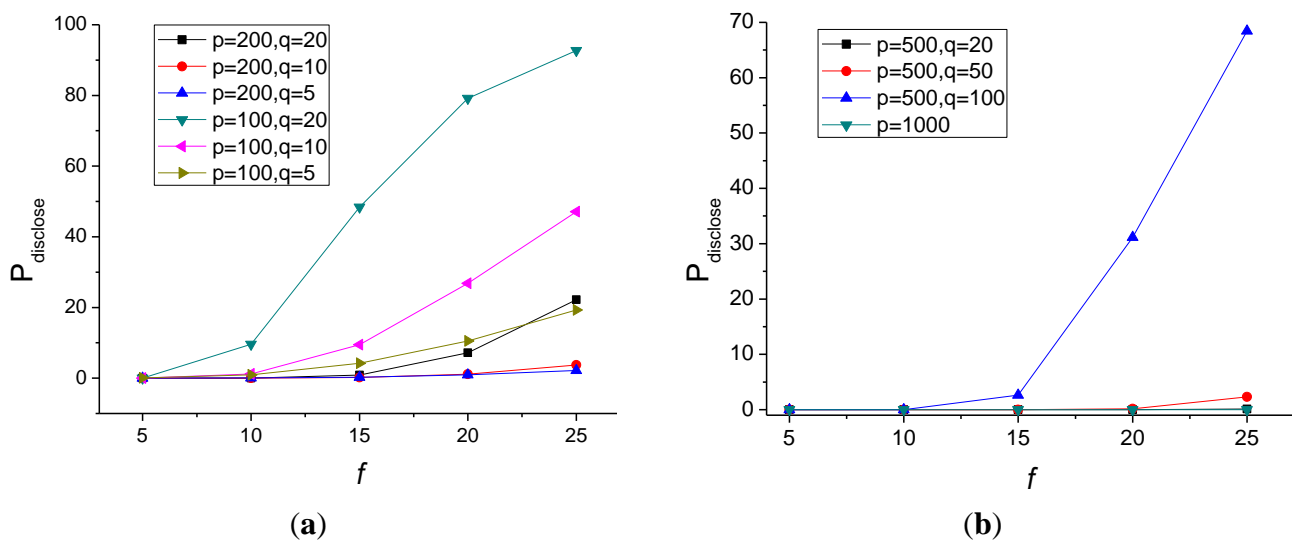 100
80
60
40
20
0
P disclose
p=200,q=20
p=200,q=10
p=200,q=5
p=100,q=20
p=100,q=10
p=100,q=5
5 10 15 20 25
f
(a)
70
60
50
40
30
20
10
0
P disclose
p=500,q=20
p=500,q=50
p=500,q=100
p=1000
5 10 15 20 25
f
(b)